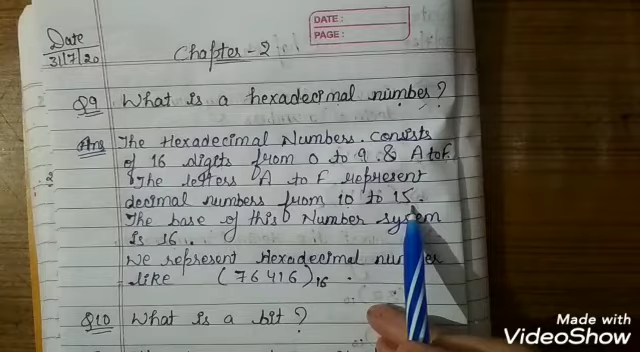 Date
31/7/20
DATE:
PAGE:
Chapter-2
Q9 What is a hexadecimal number?
Ans The Hexadecimal Numbers. consists
of 16 digits from 0 to 9 & A to F.
The letters A to F represent
decimal numbers from 10 to 15.
The base of this Number system
is 16.
We represent Hexadecimal number
like (76416)16.
Q10 What is a bit?
Made with
VideoShow